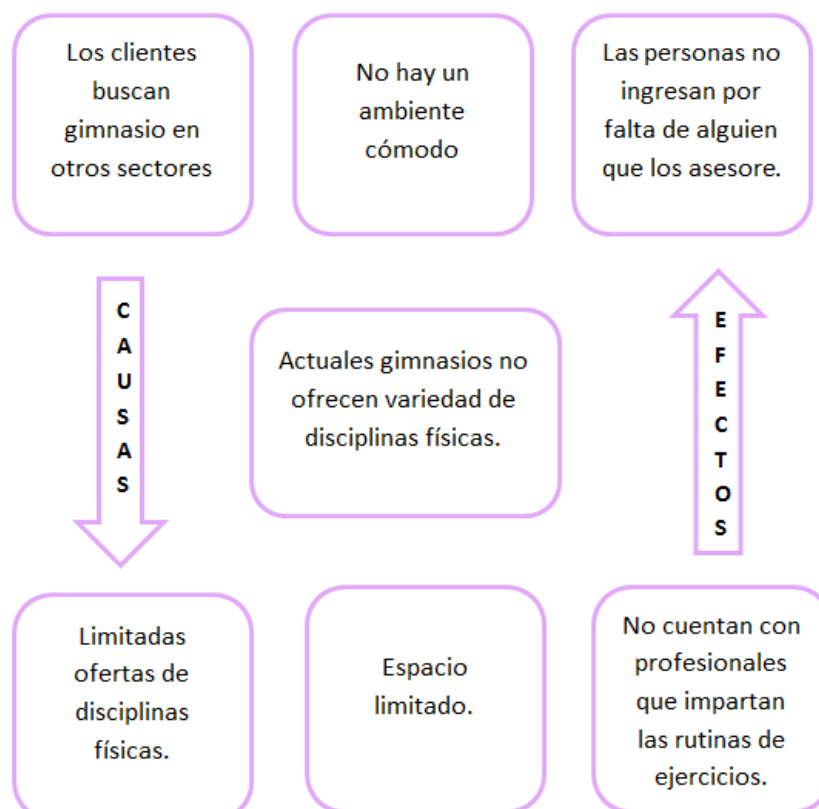 Los clientes
buscan
gimnasio en
otros sectores
No hay un
ambiente
cómodo
Las personas no
ingresan por
falta de alguien
que los asesore.
CAUSAS
Actuales gimnasios no
ofrecen variedad de
disciplinas físicas.
EFECTOS
Limitadas
ofertas de
disciplinas
físicas.
Espacio
limitado.
No cuentan con
profesionales
que impartan
las rutinas de
ejercicios.